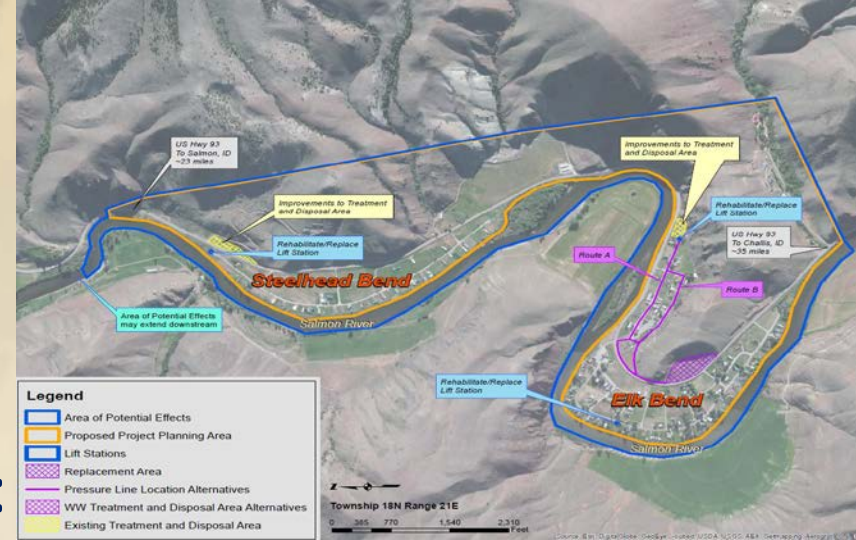 US Hwy 93
To Salmon, ID
~23 miles
Improvements to Treatment
and Disposal Area
Improvements to Treatment
and Disposal Area
Rehabilitate/Replace
Lift Station
Rehabilitate/Replace
Lift Station
US Hwy 93
To Challis, ID
~35 miles
Route A
Route B
Steelhead Bend
Salmon River
Area of Potential Effects
may extend downstream
Rehabilitate/Replace
Lift Station
Elk Bend
Salmon River
Legend
Area of Potential Effects
Proposed Project Planning Area
Lift Stations
Replacement Area
Pressure Line Location Alternatives
WW Treatment and Disposal Area Alternatives
Existing Treatment and Disposal Area
Z
Township 18N Range 21E
0 385 770 1,540 2,310
Feet